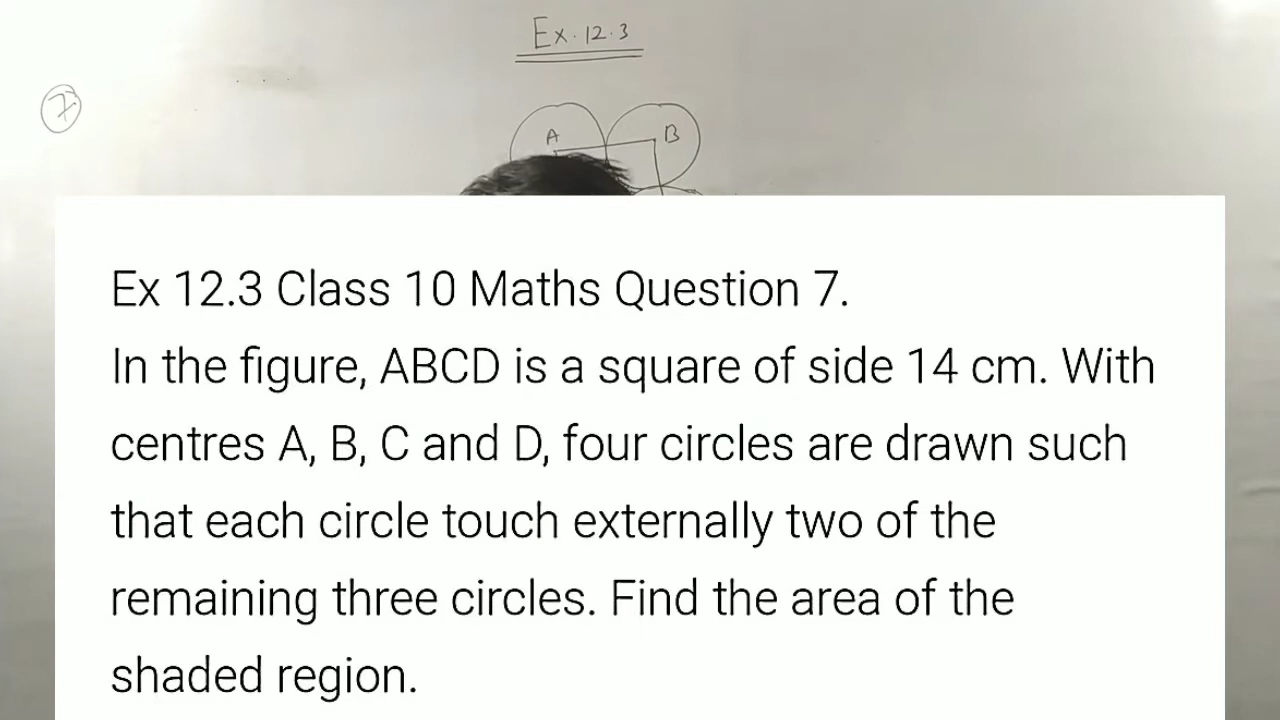 Ex. 12.3
7
A
B
Ex 12.3 Class 10 Maths Question 7.
In the figure, ABCD is a square of side 14 cm. With
centres A, B, C and D, four circles are drawn such
that each circle touch externally two of the
remaining three circles. Find the area of the
shaded region.